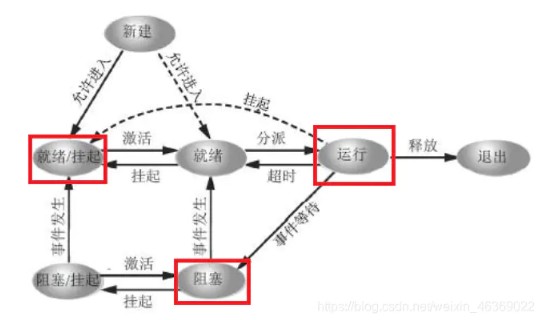 新建
允许进入
允许进入
挂起
就绪/挂起
激活
挂起
就绪
分派
超时
运行
释放
退出
事件发生
事件发生
事件等待
阻塞/挂起
激活
挂起
阻塞
https://blog.csdn.net/weixin_46369022